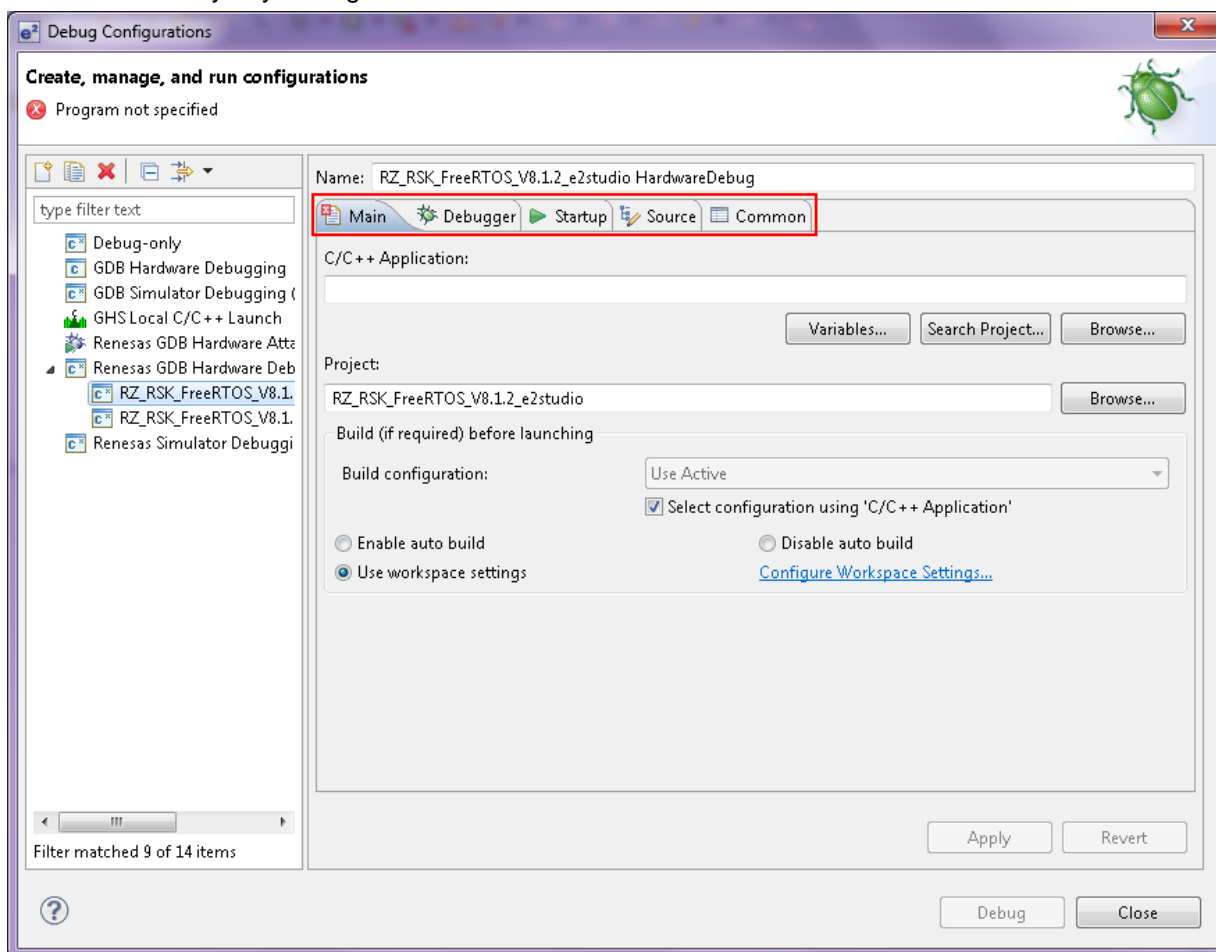 Debug Configurations
Create, manage, and run configurations
Program not specified
Name: RZ_RSK_FreeRTOS_V8.1.2_e2studio HardwareDebug
type filter text
Main Debugger Startup Source Common
Debug-only
GDB Hardware Debugging
GDB Simulator Debugging (
GHS Local C/C++ Launch
Renesas GDB Hardware Atta
Renesas GDB Hardware Deb
RZ_RSK_FreeRTOS_V8.1.
RZ_RSK_FreeRTOS_V8.1.
Renesas Simulator Debuggi
Filter matched 9 of 14 items
C/C++ Application:
Variables... Search Project... Browse...
Project:
RZ_RSK_FreeRTOS_V8.1.2_e2studio Browse...
Build (if required) before launching
Build configuration: Use Active
Select configuration using 'C/C++ Application'
Enable auto build Disable auto build
Use workspace settings Configure Workspace Settings...
Apply Revert
Debug Close